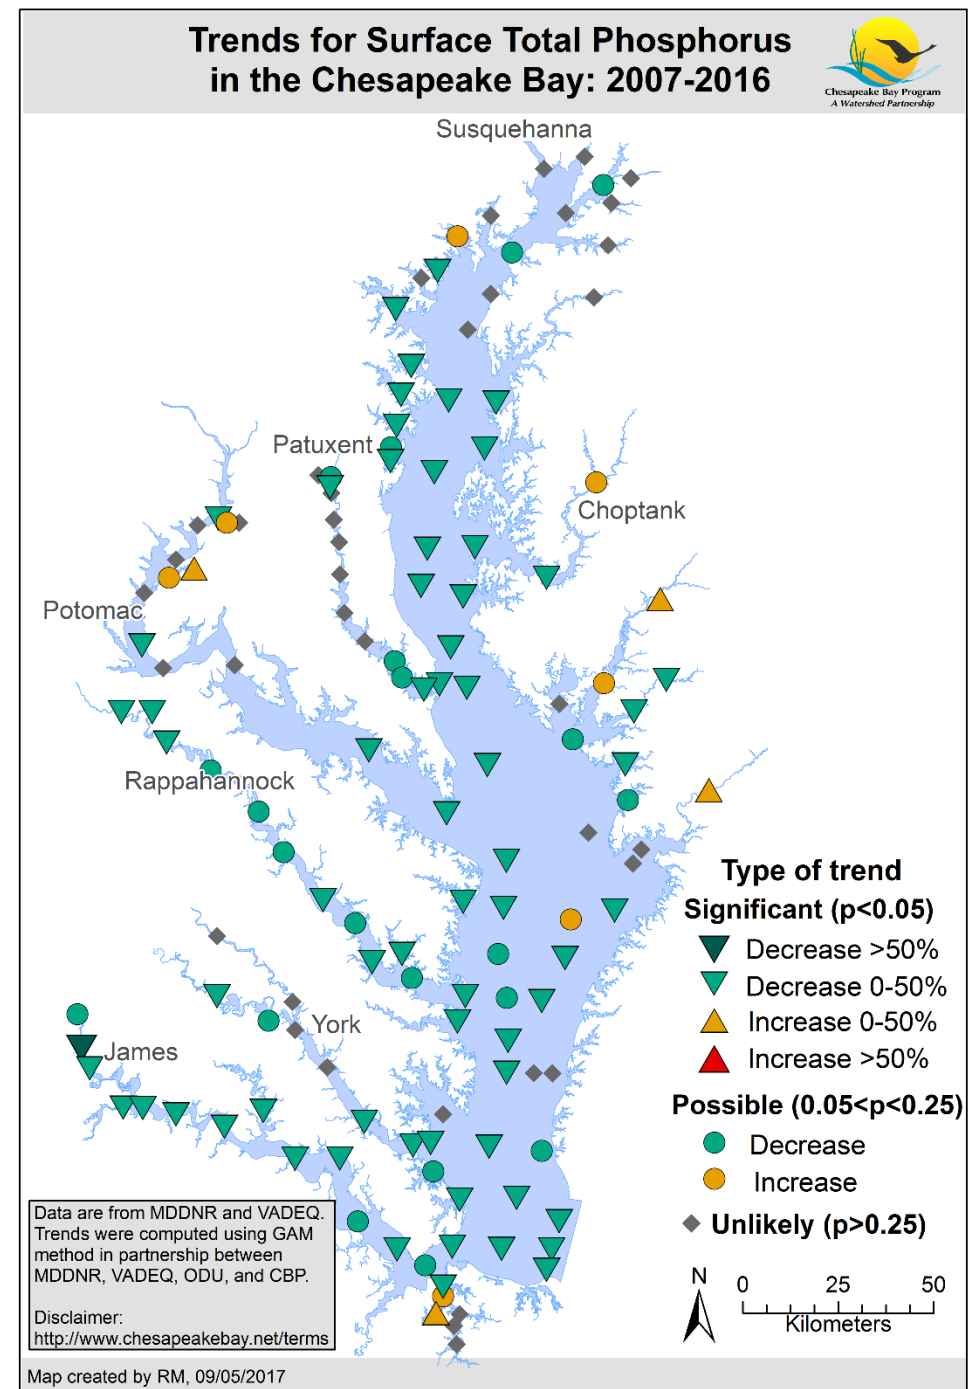 Trends for Surface Total Phosphorus
in the Chesapeake Bay: 2007-2016
Chesapeake Bay Program
A Watershed Partnership
Susquehanna
Patuxent
Choptank
Potomac
Rappahannock
York
James
Type of trend
Significant (p<0.05)
Decrease >50%
Decrease 0-50%
Increase 0-50%
Increase >50%
Possible (0.05<p<0.25)
Decrease
Increase
Unlikely (p>0.25)
N
0 25 50
Kilometers
Data are from MDDNR and VADEQ.
Trends were computed using GAM
method in partnership between
MDDNR, VADEQ, ODU, and CBP.
Disclaimer:
http://www.chesapeakebay.net/terms
Map created by RM, 09/05/2017